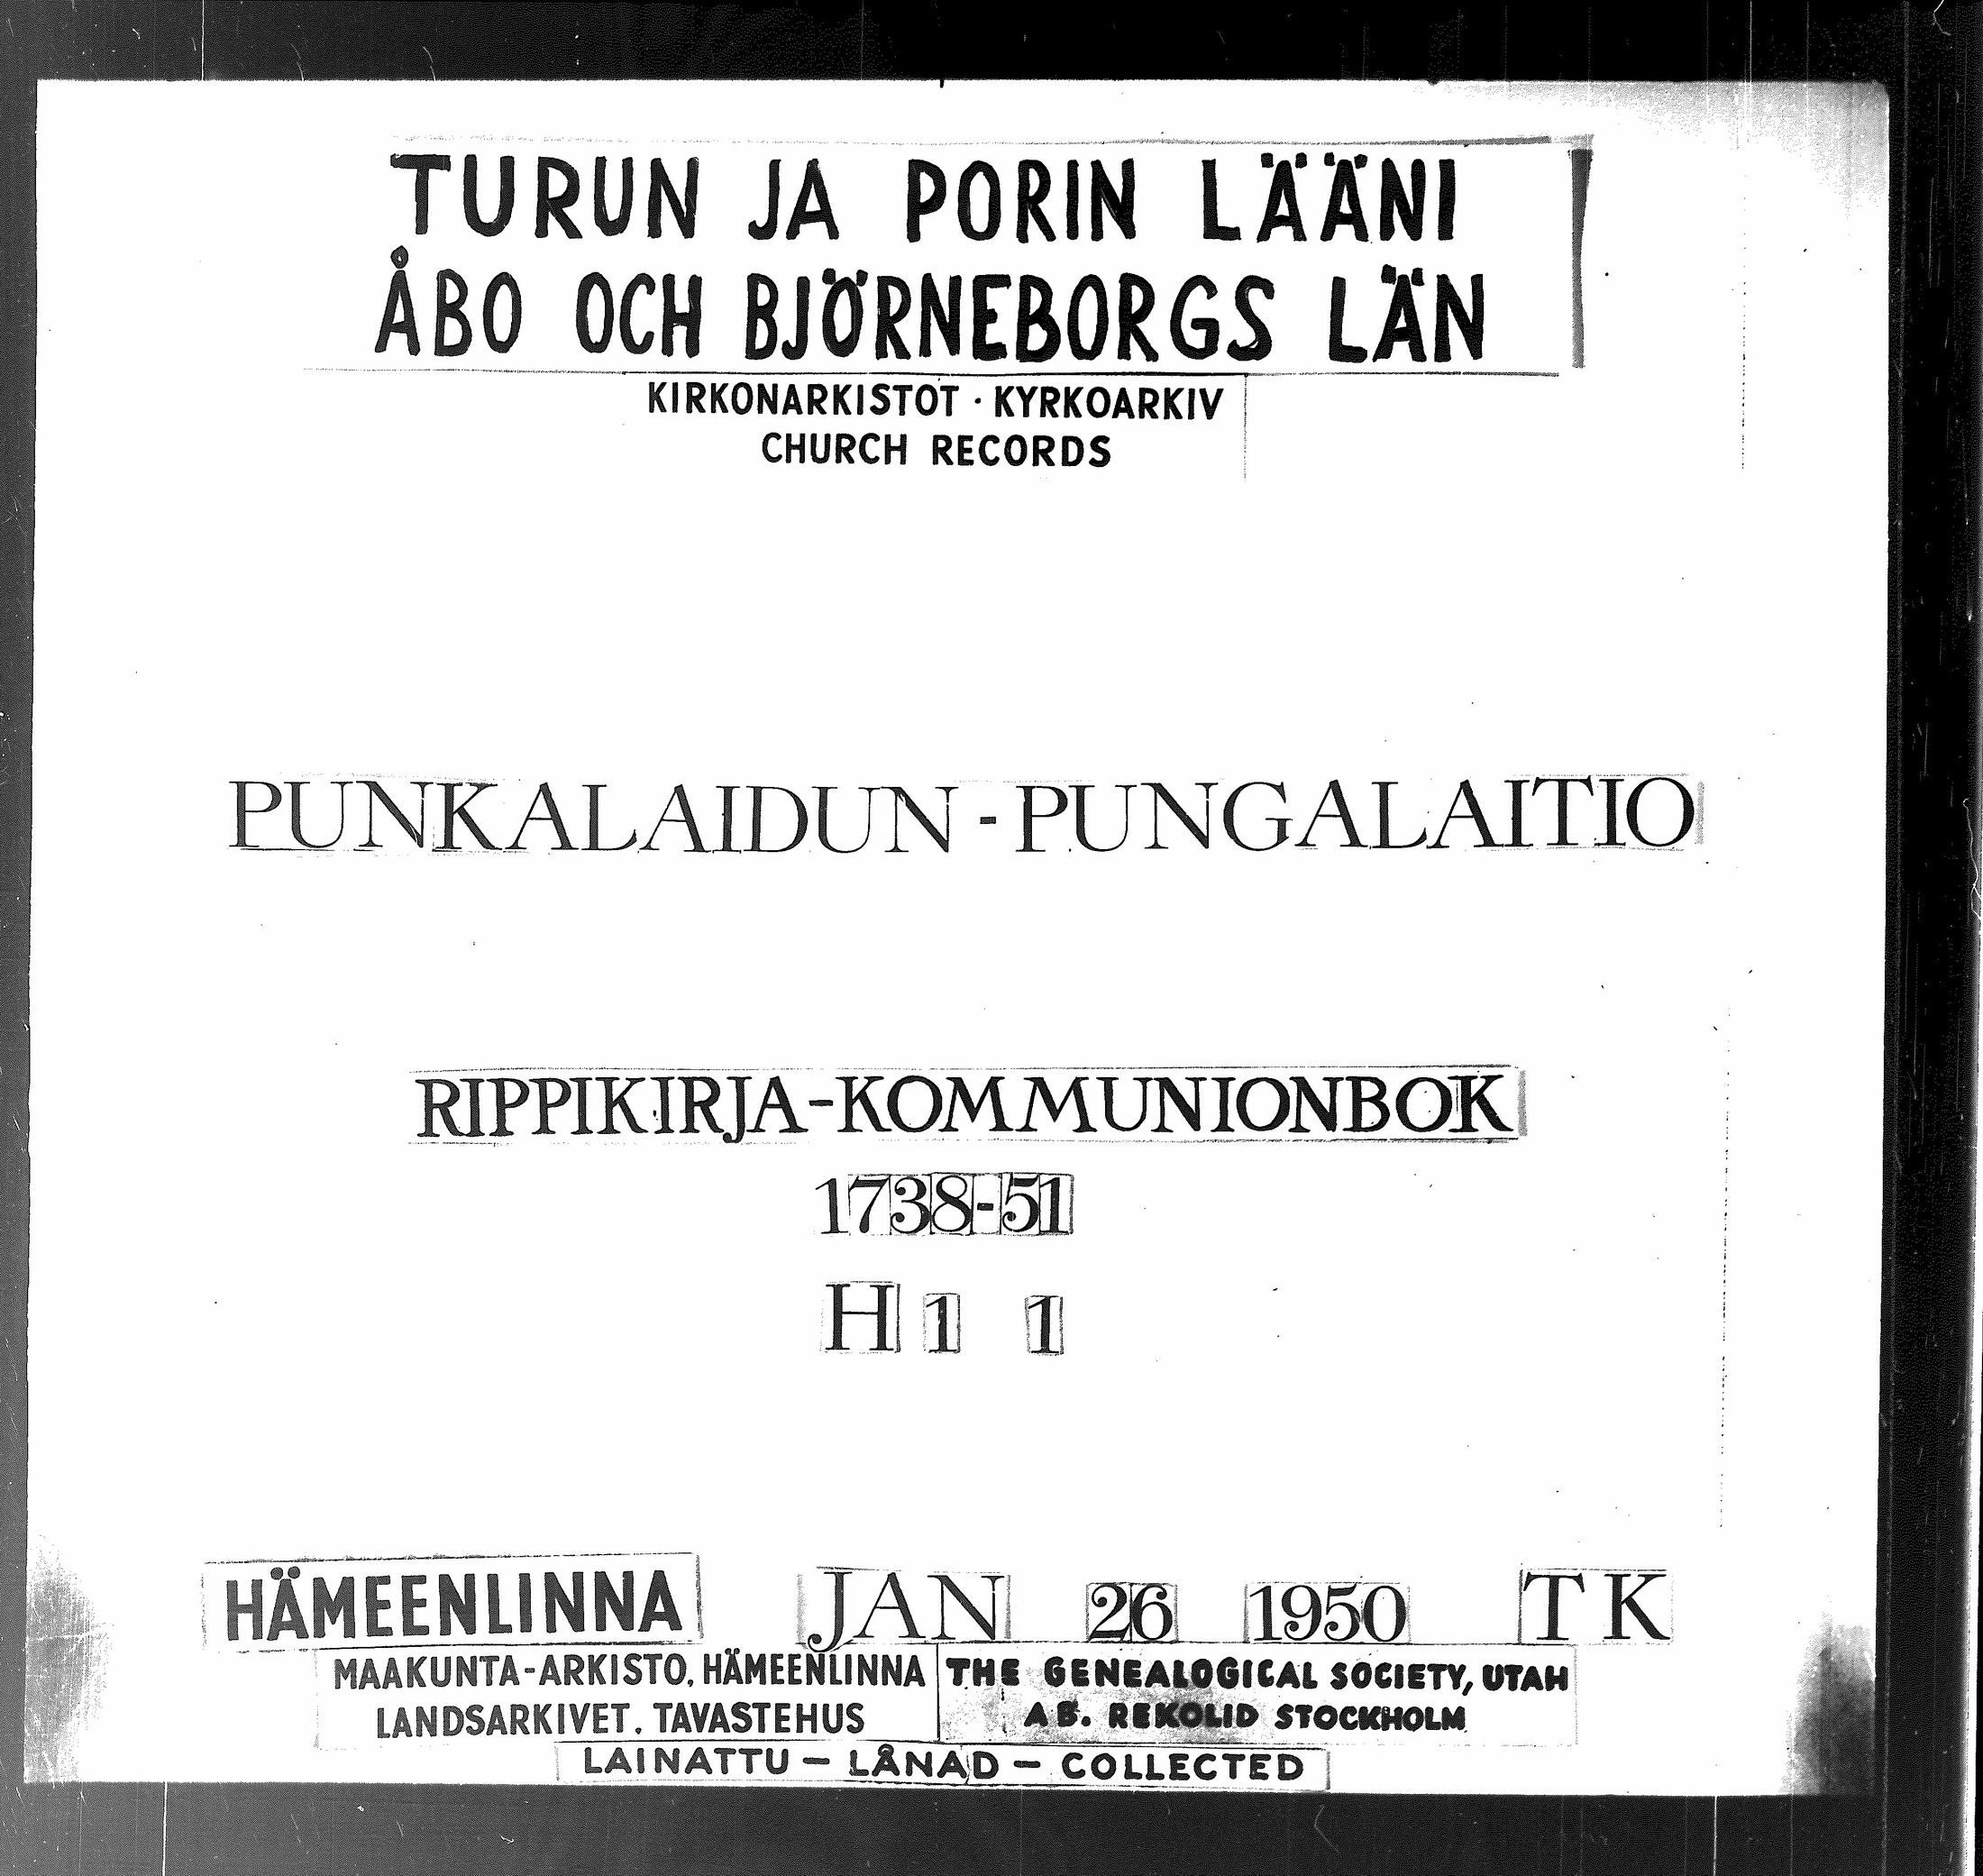 TURUN JA PORIN LÄÄNI
ÅBO OCH BJÖRNEBORGS LÄN
KIRKONARKISTOT · KYRKOARKIV
CHURCH RECORDS
PUNKALAIDUN - PUNGALAITIO
RIPPIKIRJA-KOMMUNIONBOK
1738-51
H 1 1
HÄMEENLINNA JAN 26 1950 TK
MAAKUNTA-ARKISTO, HÄMEENLINNA
LANDSARKIVET, TAVASTEHUS
THE GENEALOGICAL SOCIETY, UTAH
AB. REKOLID STOCKHOLM
LAINATTU - LÅNAD - COLLECTED